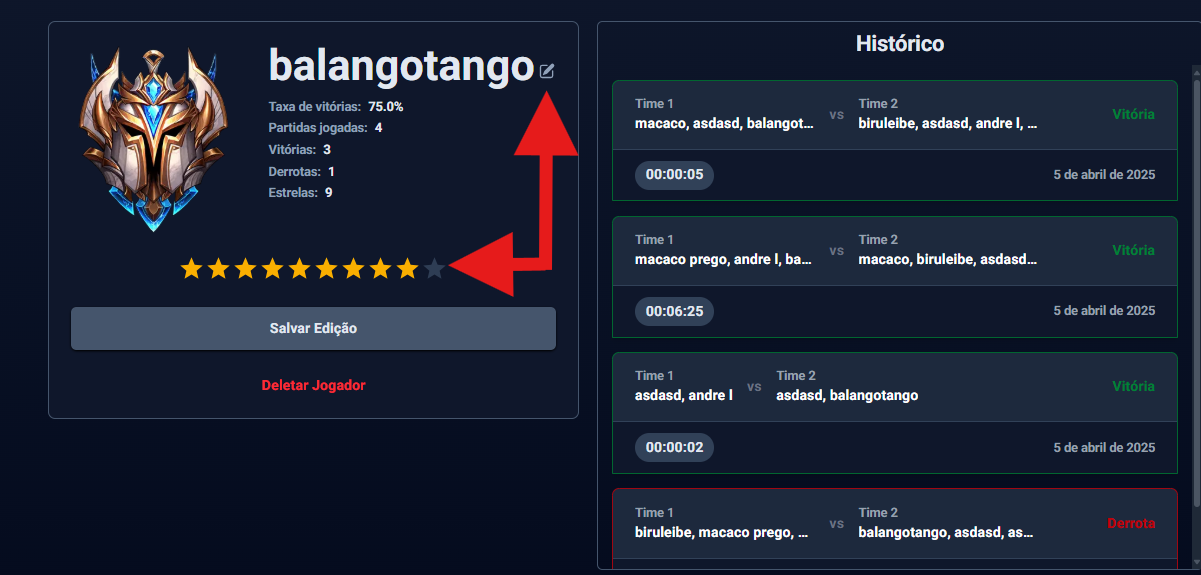 balangotango
Taxa de vitórias: 75.0%
Partidas jogadas: 4
Vitórias: 3
Derrotas: 1
Estrelas: 9
Salvar Edição
Deletar Jogador
Histórico
Time 1 vs Time 2 Vitória
macaco, asdasd, balangot... biruleibe, asdasd, andre l, ...
00:00:05 5 de abril de 2025
Time 1 vs Time 2 Vitória
macaco prego, andre l, ba... macaco, biruleibe, asdasd...
00:06:25 5 de abril de 2025
Time 1 vs Time 2 Vitória
asdasd, andre l asdasd, balangotango
00:00:02 5 de abril de 2025
Time 1 vs Time 2 Derrota
biruleibe, macaco prego, ... balangotango, asdasd, as...